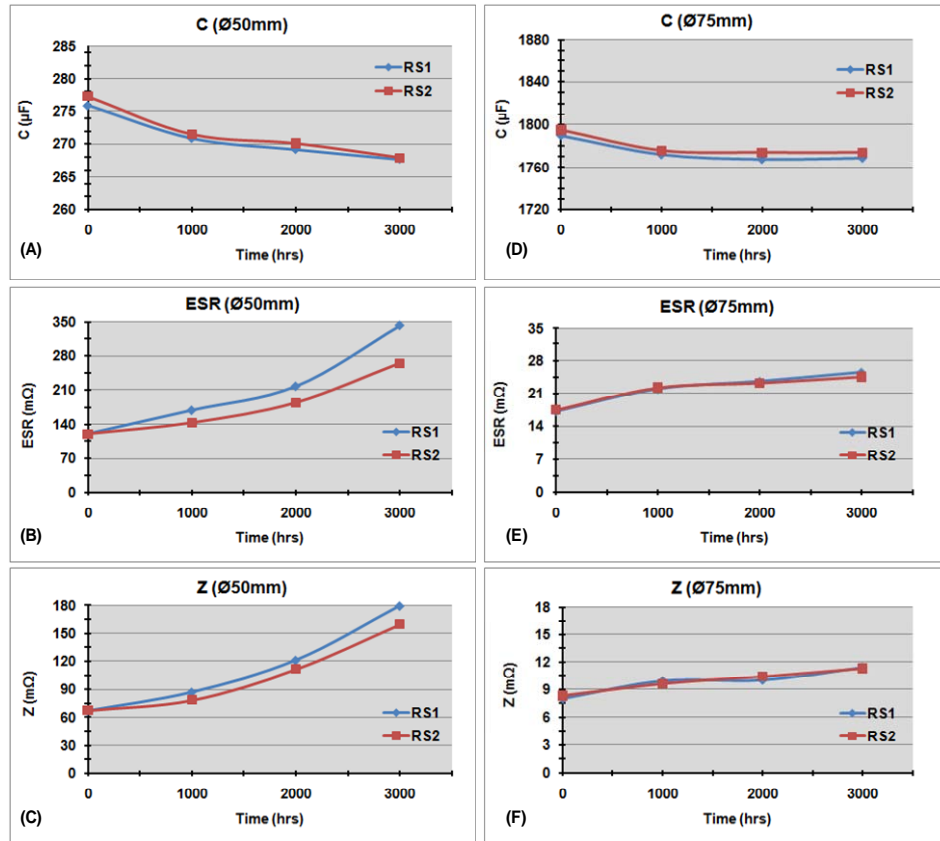 C (Ø50mm)
285
280
275
270
265
260
C (µF)
RS1
RS2
0 1000 2000 3000
Time (hrs)
(A)
C (Ø75mm)
1880
1840
1800
1760
1720
C (µF)
RS1
RS2
0 1000 2000 3000
Time (hrs)
(D)
ESR (Ø50mm)
350
280
210
140
70
0
ESR (mΩ)
RS1
RS2
0 1000 2000 3000
Time (hrs)
(B)
ESR (Ø75mm)
35
28
21
14
7
0
ESR (mΩ)
RS1
RS2
0 1000 2000 3000
Time (hrs)
(E)
Z (Ø50mm)
180
150
120
90
60
30
0
Z (mΩ)
RS1
RS2
0 1000 2000 3000
Time (hrs)
(C)
Z (Ø75mm)
18
15
12
9
6
3
0
Z (mΩ)
RS1
RS2
0 1000 2000 3000
Time (hrs)
(F)